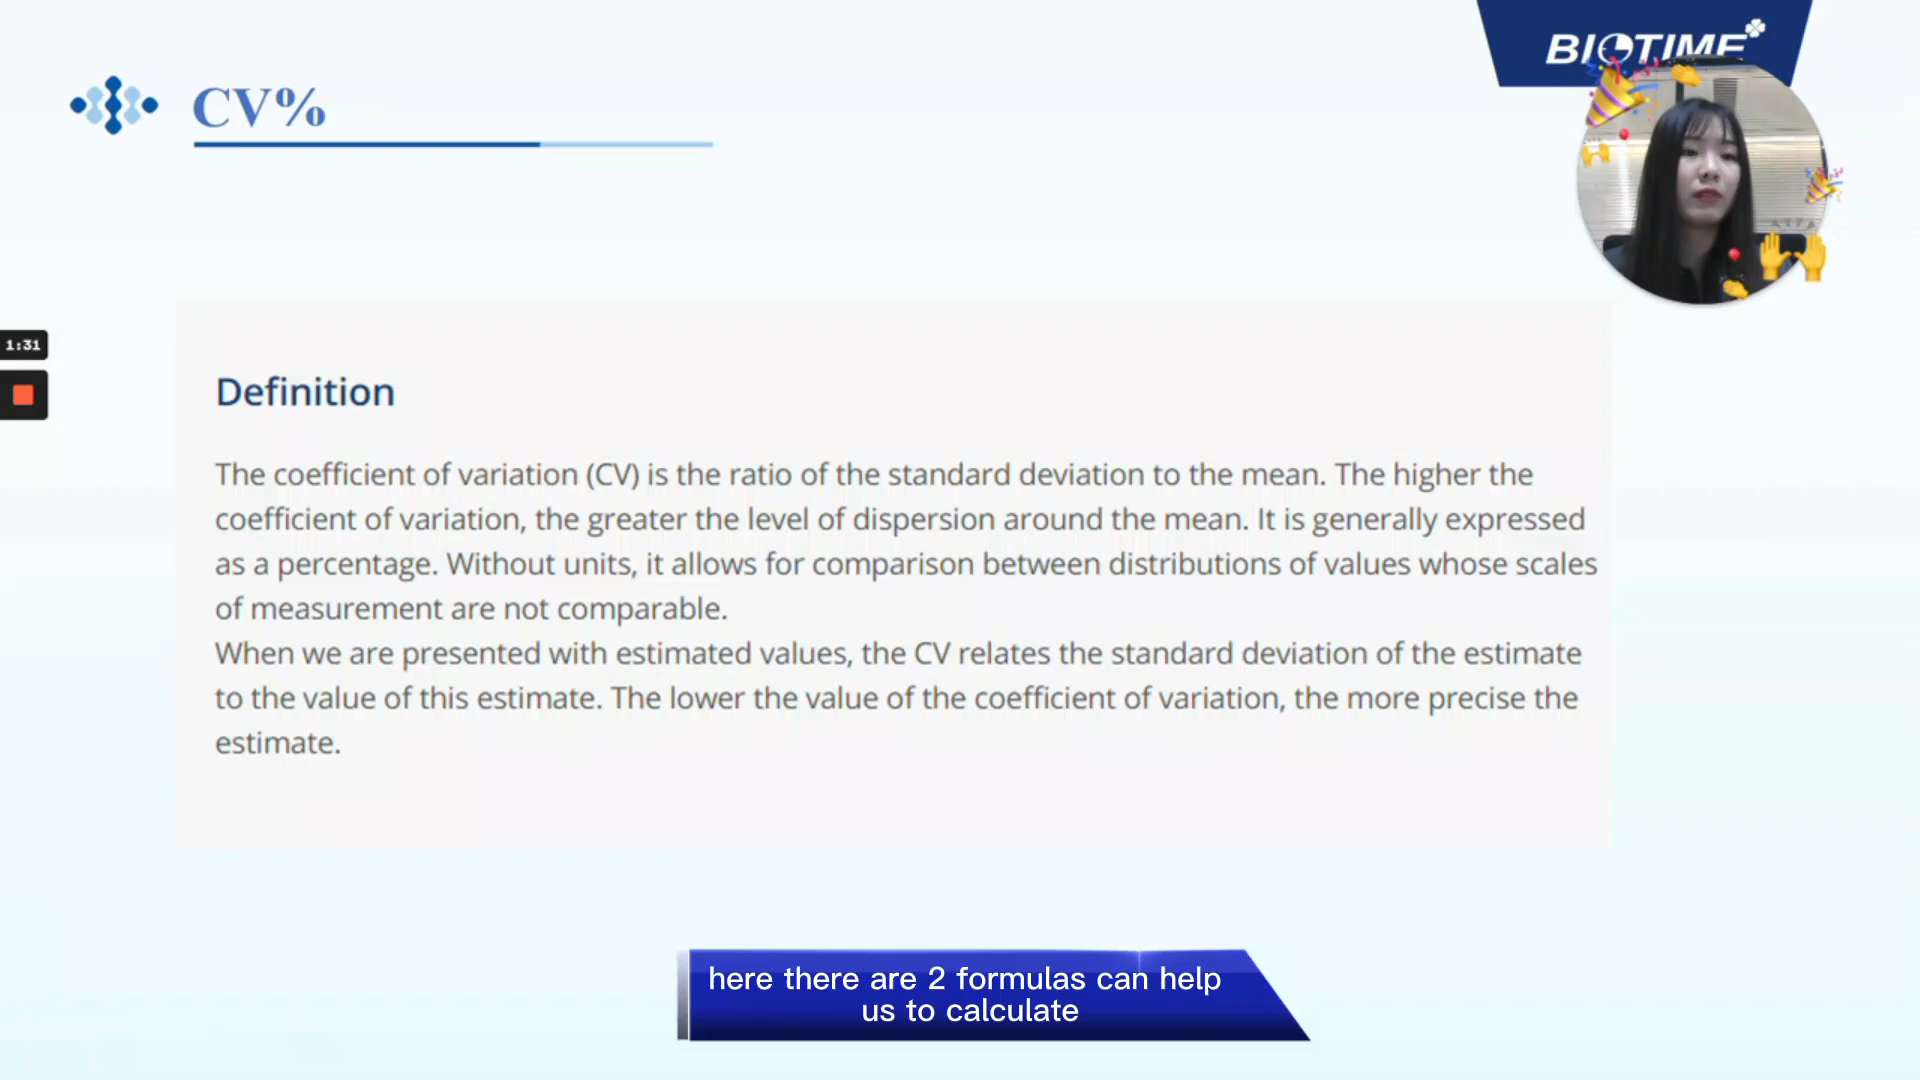 BIOTIME
CV%
1:31
Definition
The coefficient of variation (CV) is the ratio of the standard deviation to the mean. The higher the
coefficient of variation, the greater the level of dispersion around the mean. It is generally expressed
as a percentage. Without units, it allows for comparison between distributions of values whose scales
of measurement are not comparable.
When we are presented with estimated values, the CV relates the standard deviation of the estimate
to the value of this estimate. The lower the value of the coefficient of variation, the more precise the
estimate.
here there are 2 formulas can help
us to calculate